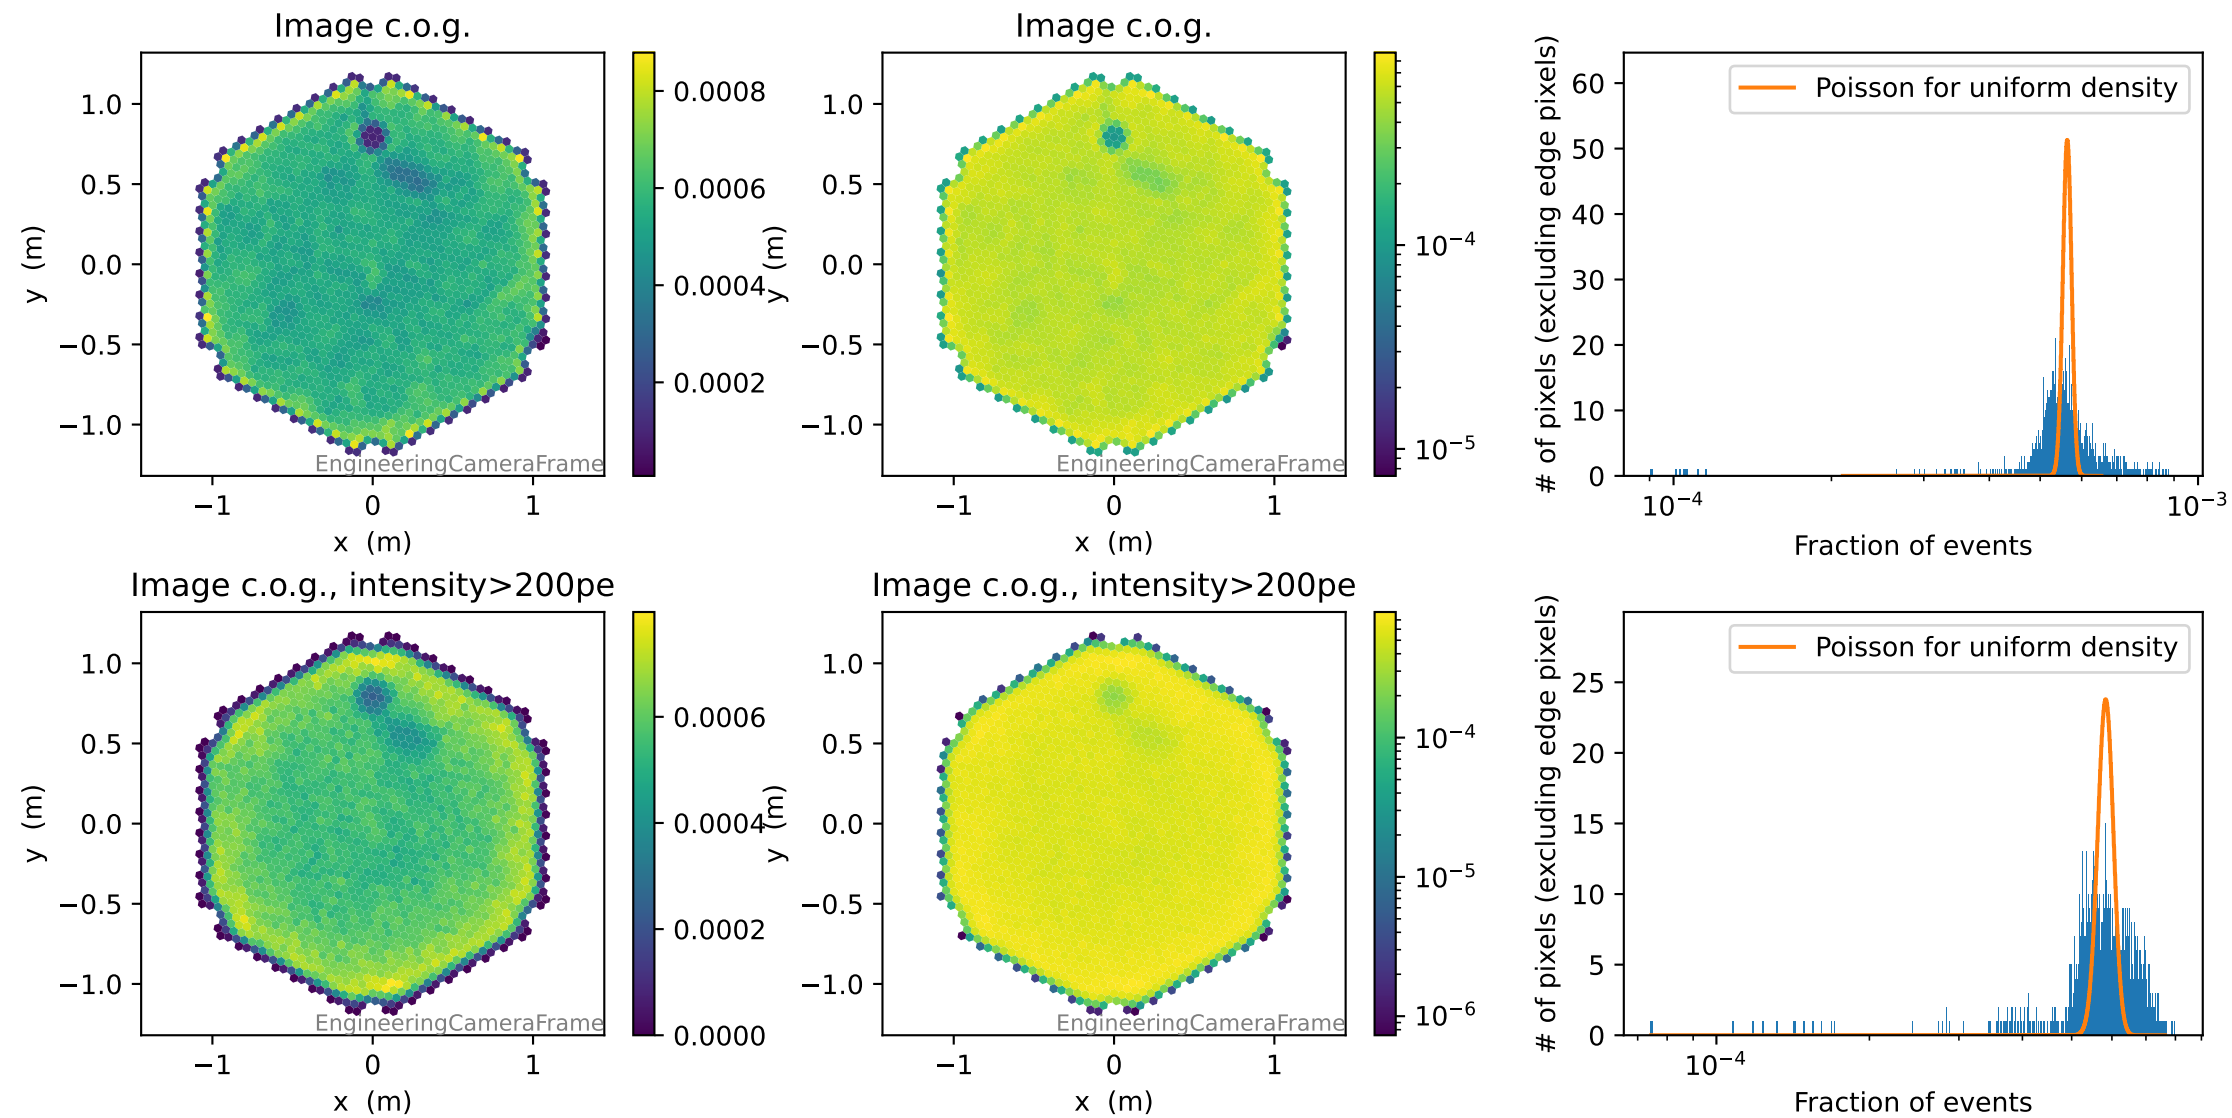 Image c.o.g.
1.0
0.5
0.0
−0.5
−1.0
y (m)
−1
0
1
x (m)
EngineeringCameraFrame
0.0008
0.0006
0.0004
0.0002
Image c.o.g.
1.0
0.5
0.0
−0.5
−1.0
y (m)
−1
0
1
x (m)
EngineeringCameraFrame
10⁻⁴
10⁻⁵
Poisson for uniform density
60
50
40
30
20
10
0
# of pixels (excluding edge pixels)
10⁻⁴
10⁻³
Fraction of events
Image c.o.g., intensity>200pe
1.0
0.5
0.0
−0.5
−1.0
y (m)
−1
0
1
x (m)
EngineeringCameraFrame
0.0006
0.0004
0.0002
0.0000
Image c.o.g., intensity>200pe
1.0
0.5
0.0
−0.5
−1.0
y (m)
−1
0
1
x (m)
EngineeringCameraFrame
10⁻⁴
10⁻⁵
10⁻⁶
Poisson for uniform density
25
20
15
10
5
0
# of pixels (excluding edge pixels)
10⁻⁴
Fraction of events